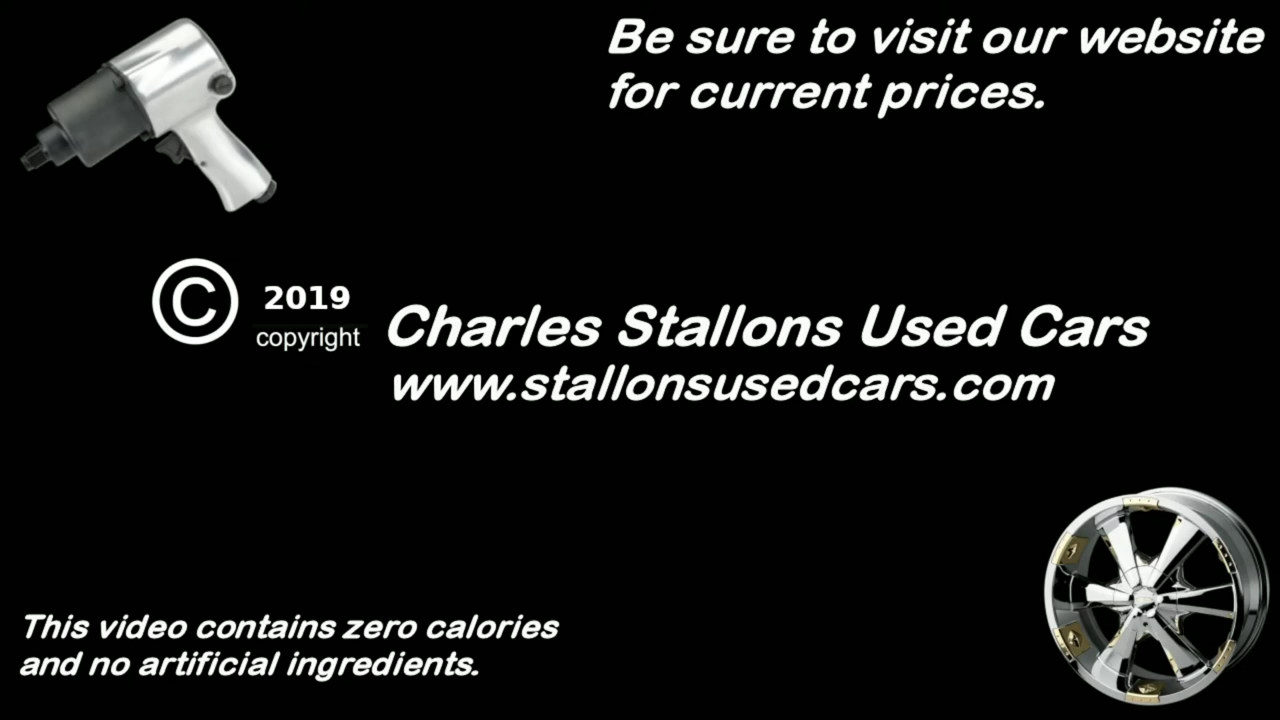 Be sure to visit our website
for current prices.
© 2019
copyright
Charles Stallons Used Cars
www.stallonsusedcars.com
This video contains zero calories
and no artificial ingredients.